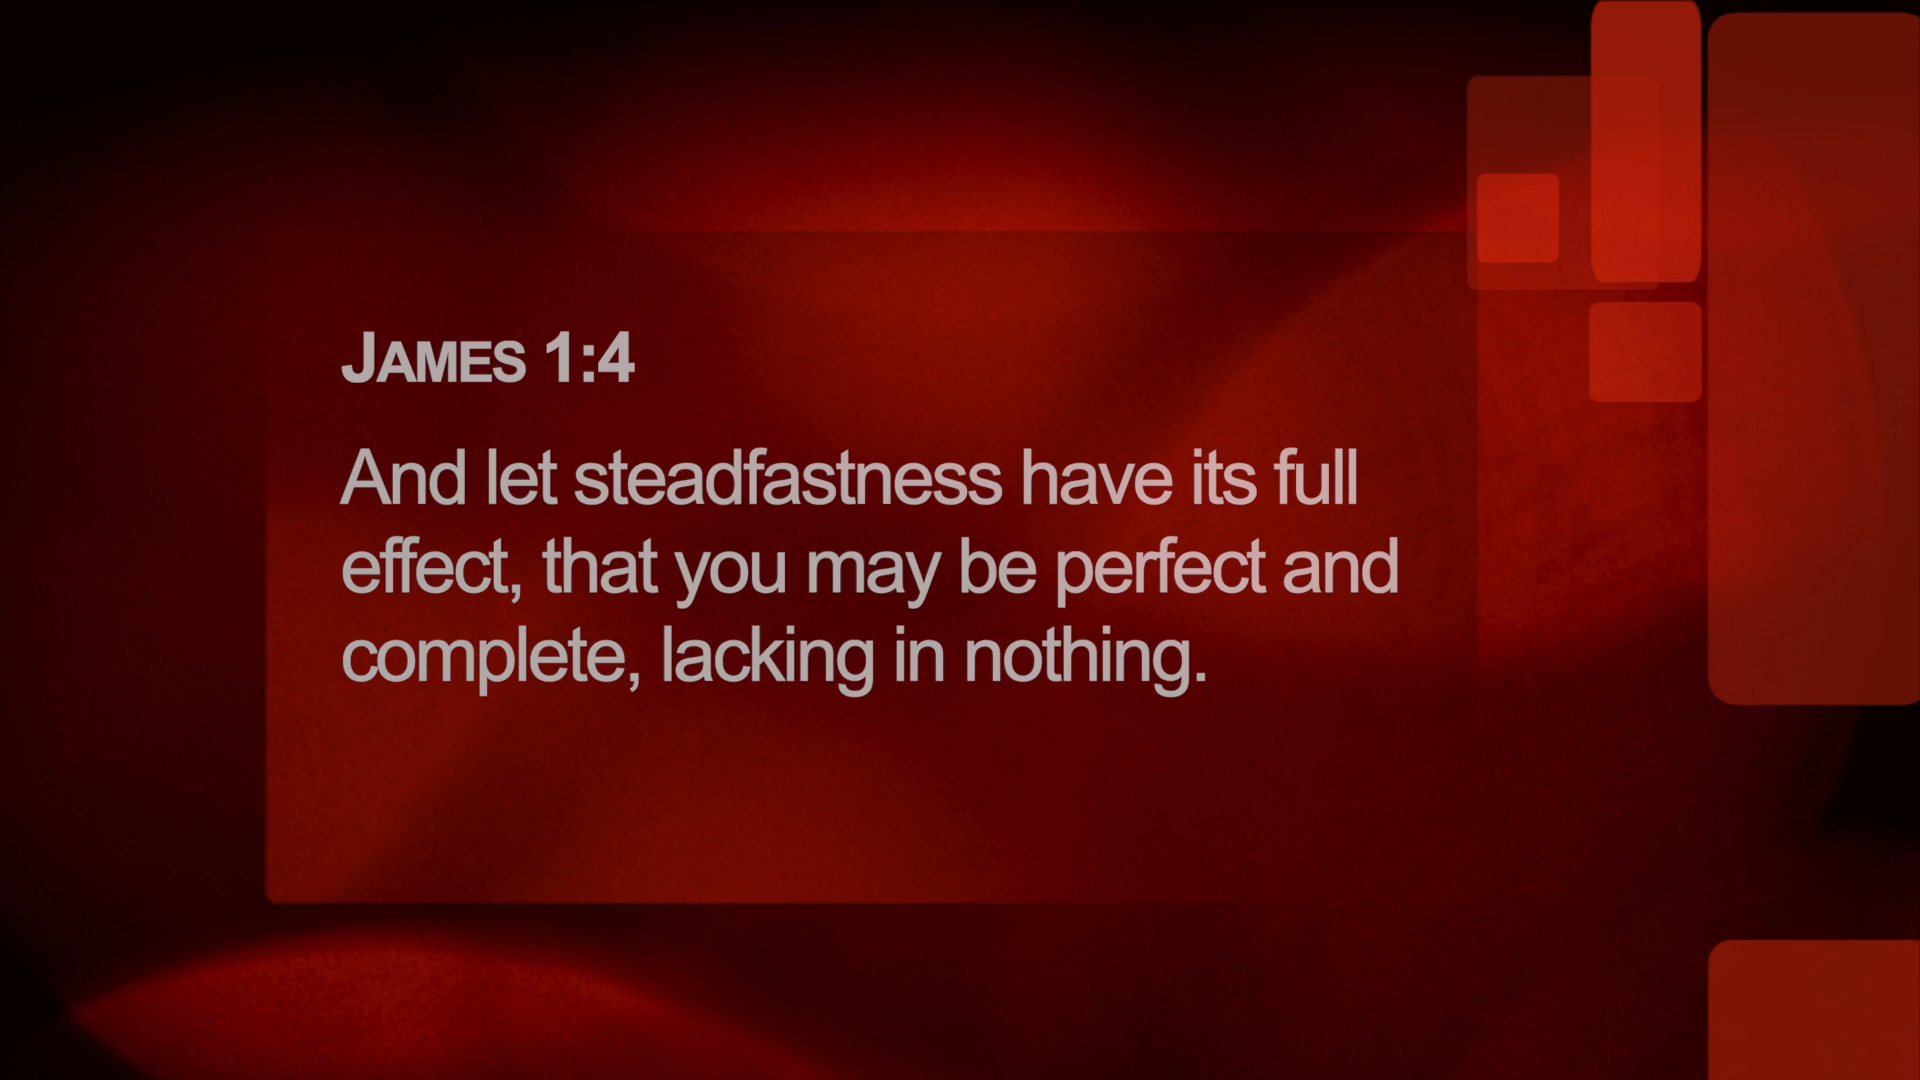 JAMES 1:4
And let steadfastness have its full
effect, that you may be perfect and
complete, lacking in nothing.